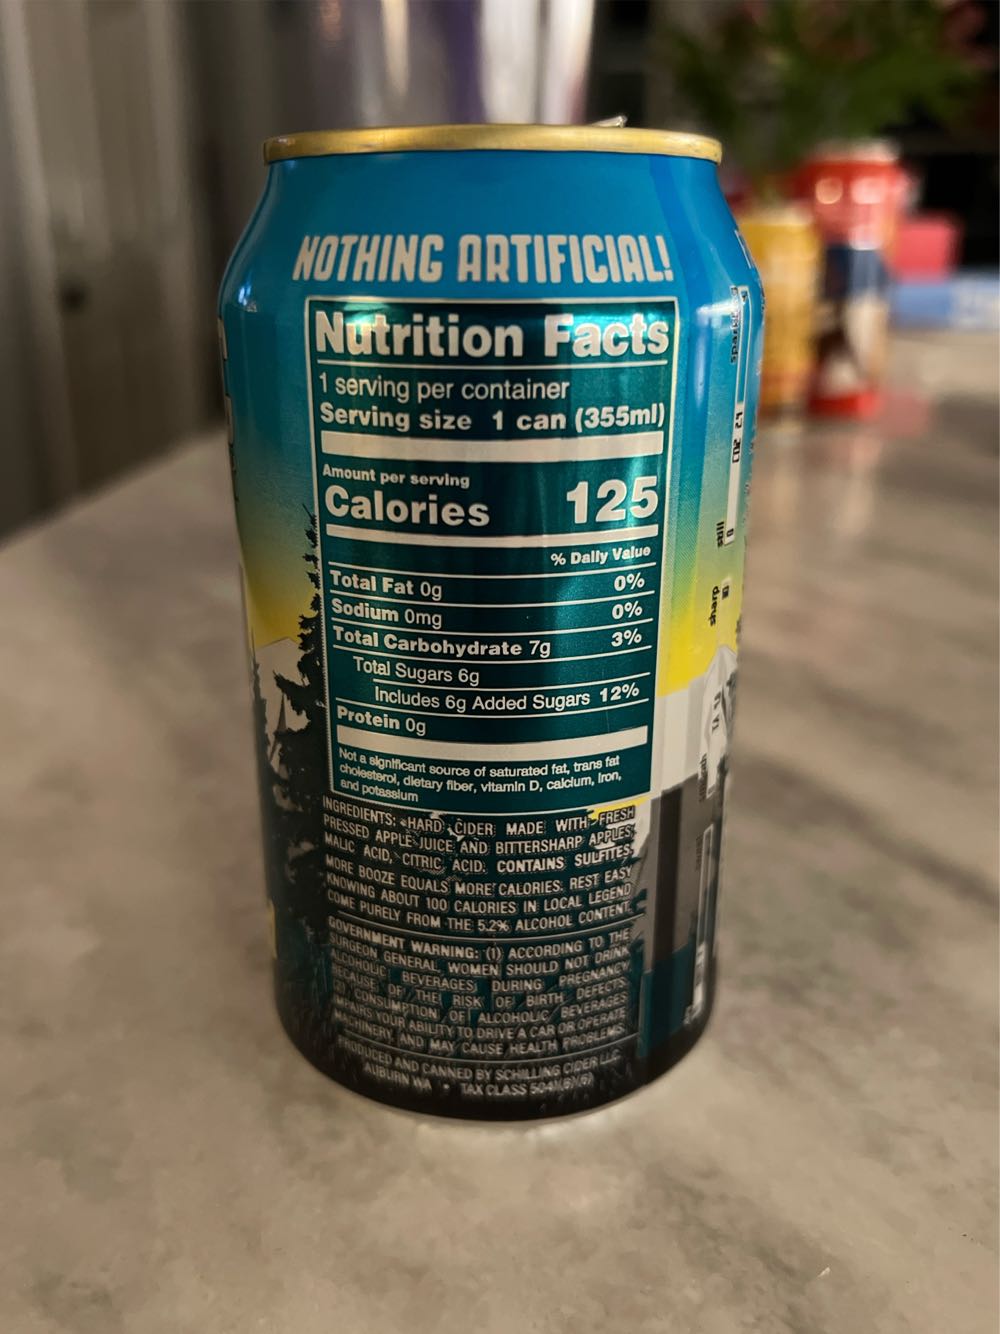 NOTHING ARTIFICIAL!
Nutrition Facts
1 serving per container
Serving size 1 can (355ml)
Amount per serving
Calories 125
% Daily Value
Total Fat 0g 0%
Sodium 0mg 0%
Total Carbohydrate 7g 3%
Total Sugars 6g
Includes 6g Added Sugars 12%
Protein 0g
Not a significant source of saturated fat, trans fat
cholesterol, dietary fiber, vitamin D, calcium, iron,
and potassium
INGREDIENTS: HARD CIDER MADE WITH FRESH
PRESSED APPLE JUICE AND BITTERSHARP APPLES,
MALIC ACID, CITRIC ACID. CONTAINS SULFITES.
MORE BOOZE EQUALS MORE CALORIES. REST EASY
KNOWING ABOUT 100 CALORIES IN LOCAL LEGEND
COME PURELY FROM THE 5.2% ALCOHOL CONTENT.
GOVERNMENT WARNING: (1) ACCORDING TO THE
SURGEON GENERAL, WOMEN SHOULD NOT DRINK
ALCOHOLIC BEVERAGES DURING PREGNANCY
BECAUSE OF THE RISK OF BIRTH DEFECTS.
(2) CONSUMPTION OF ALCOHOLIC BEVERAGES
IMPAIRS YOUR ABILITY TO DRIVE A CAR OR OPERATE
MACHINERY, AND MAY CAUSE HEALTH PROBLEMS.
PRODUCED AND CANNED BY SCHILLING CIDER LLC
AUBURN WA • TAX CLASS 5041(B)(6)
still
sharp